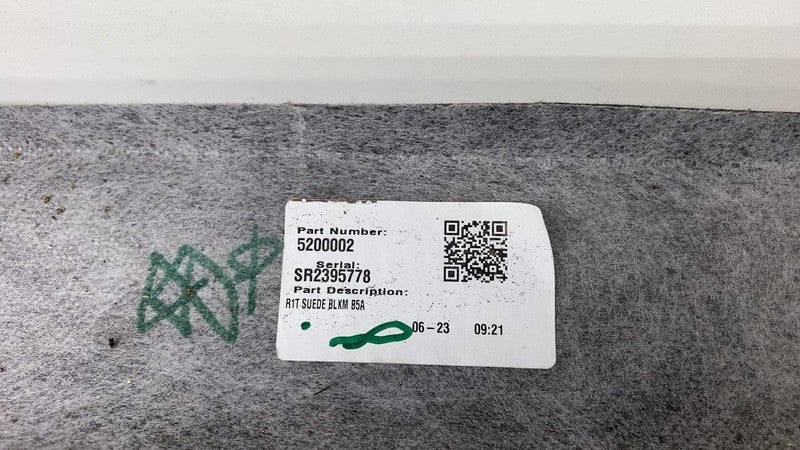 Part Number:
5200002
Serial:
SR2395778
Part Description:
R1T SUEDE BLKM B5A
06-23 09:21